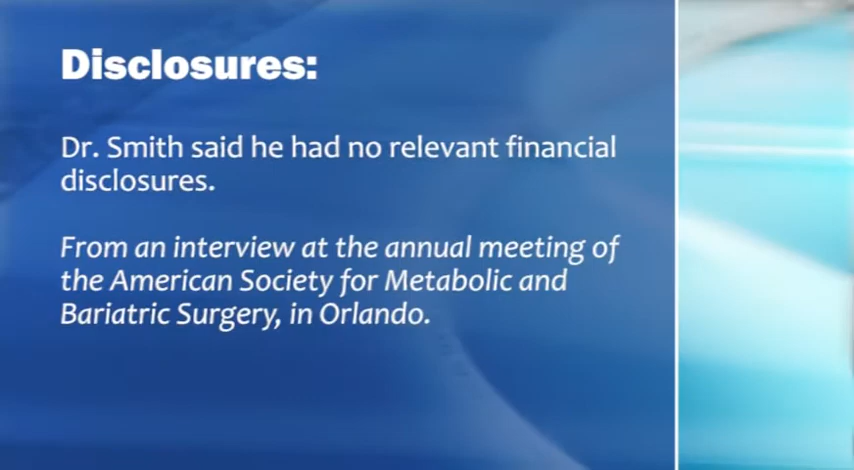 Disclosures:
Dr. Smith said he had no relevant financial
disclosures.
From an interview at the annual meeting of
the American Society for Metabolic and
Bariatric Surgery, in Orlando.